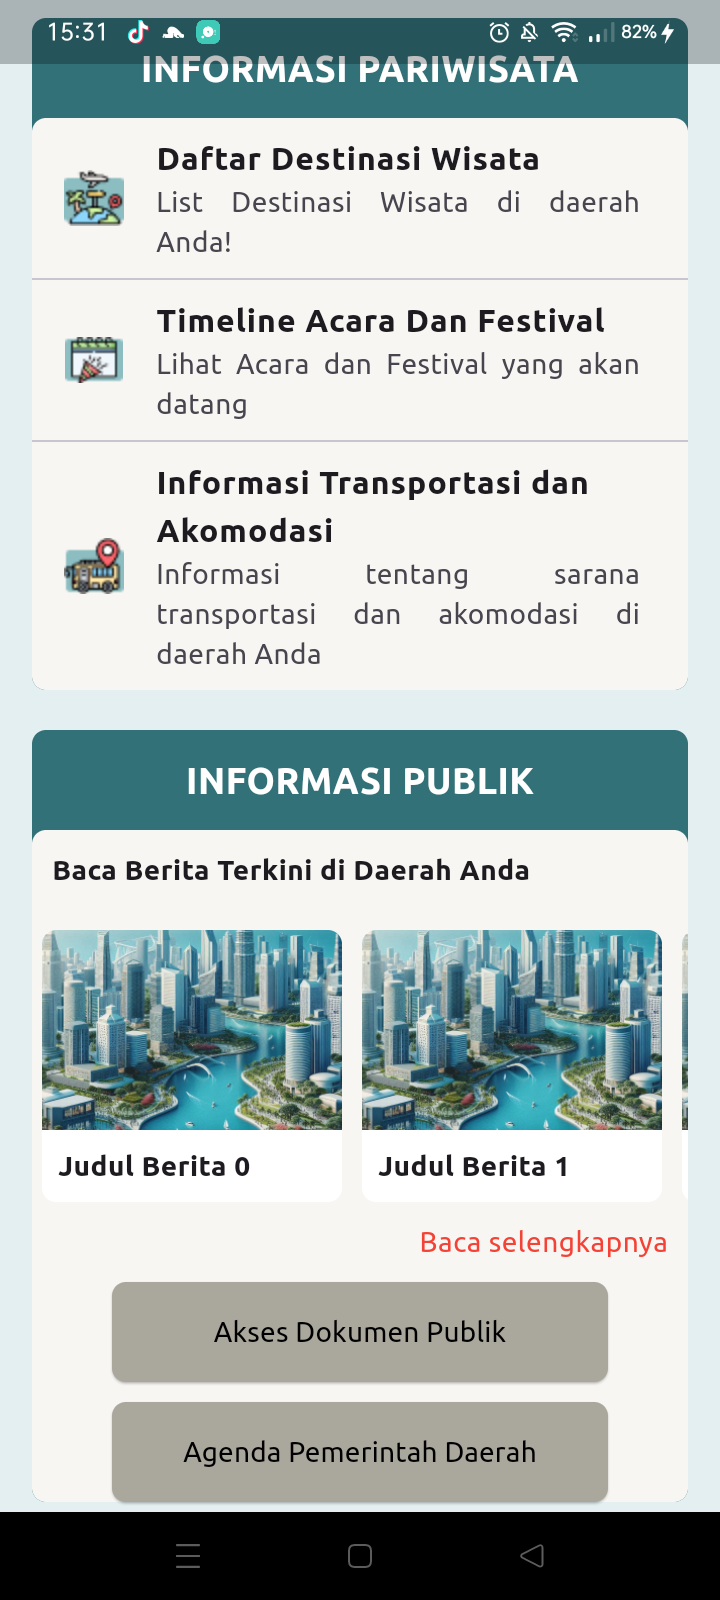 15:31
82%
INFORMASI PARIWISATA
Daftar Destinasi Wisata
List Destinasi Wisata di daerah
Anda!
Timeline Acara Dan Festival
Lihat Acara dan Festival yang akan
datang
Informasi Transportasi dan
Akomodasi
Informasi tentang sarana
transportasi dan akomodasi di
daerah Anda
INFORMASI PUBLIK
Baca Berita Terkini di Daerah Anda
Judul Berita 0
Judul Berita 1
Baca selengkapnya
Akses Dokumen Publik
Agenda Pemerintah Daerah